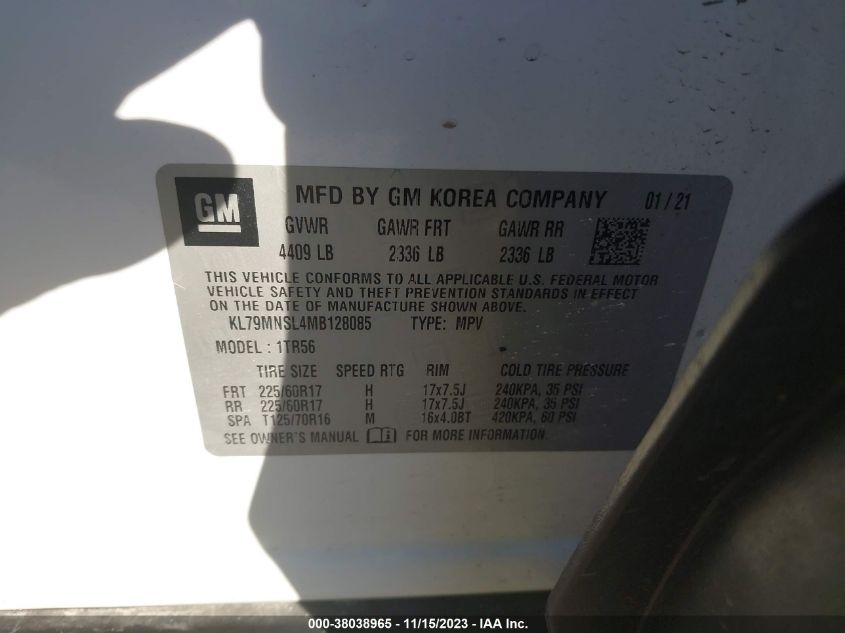 GM MFD BY GM KOREA COMPANY 01 / 21
GVWR GAWR FRT GAWR RR
4409 LB 2336 LB 2336 LB
THIS VEHICLE CONFORMS TO ALL APPLICABLE U.S. FEDERAL MOTOR
VEHICLE SAFETY AND THEFT PREVENTION STANDARDS IN EFFECT
ON THE DATE OF MANUFACTURE SHOWN ABOVE.
KL79MNSL4MB128085 TYPE: MPV
MODEL : 1TR56
TIRE SIZE SPEED RTG RIM COLD TIRE PRESSURE
FRT 225/60R17 H 17x7.5J 240KPA, 35 PSI
RR 225/60R17 H 17x7.5J 240KPA, 35 PSI
SPA T125/70R16 M 16x4.0BT 420KPA, 60 PSI
SEE OWNER'S MANUAL FOR MORE INFORMATION.
000-38038965 - 11/15/2023 - IAA Inc.